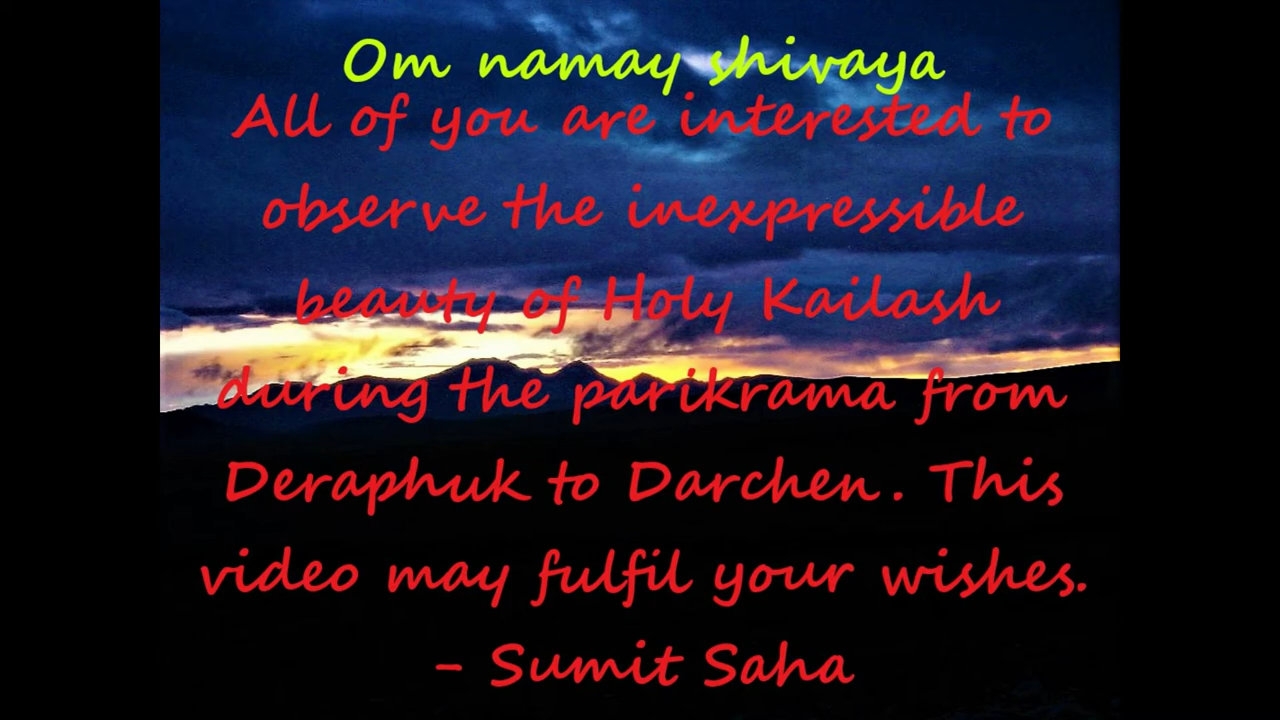 Om namay shivaya
All of you are interested to
observe the inexpressible
beauty of Holy Kailash
during the parikrama from
Deraphuk to Darchen. This
video may fulfil your wishes.
- Sumit Saha